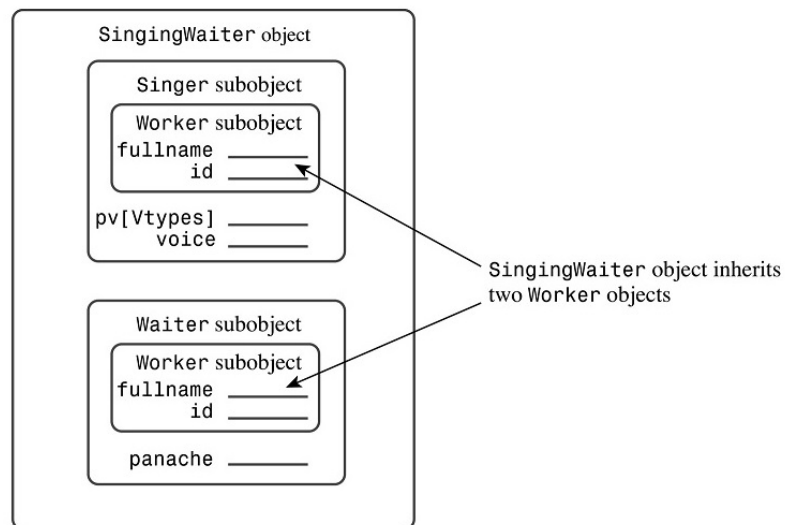 SingingWaiter object
Singer subobject
Worker subobject
fullname
id
pv[Vtypes]
voice
SingingWaiter object inherits
two Worker objects
Waiter subobject
Worker subobject
fullname
id
panache